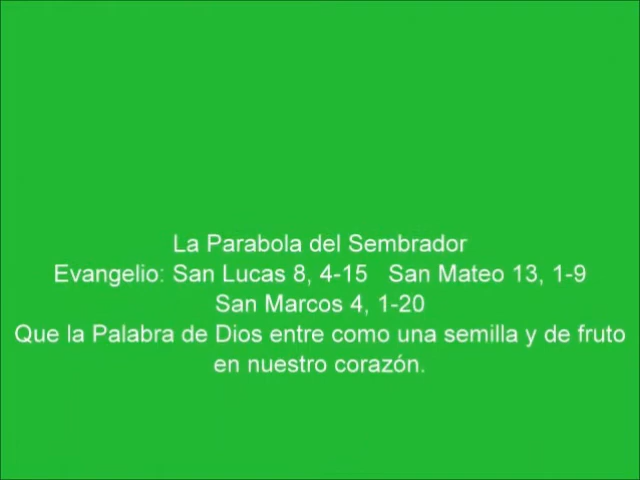 La Parabola del Sembrador
Evangelio: San Lucas 8, 4-15   San Mateo 13, 1-9
San Marcos 4, 1-20
Que la Palabra de Dios entre como una semilla y de fruto
en nuestro corazón.